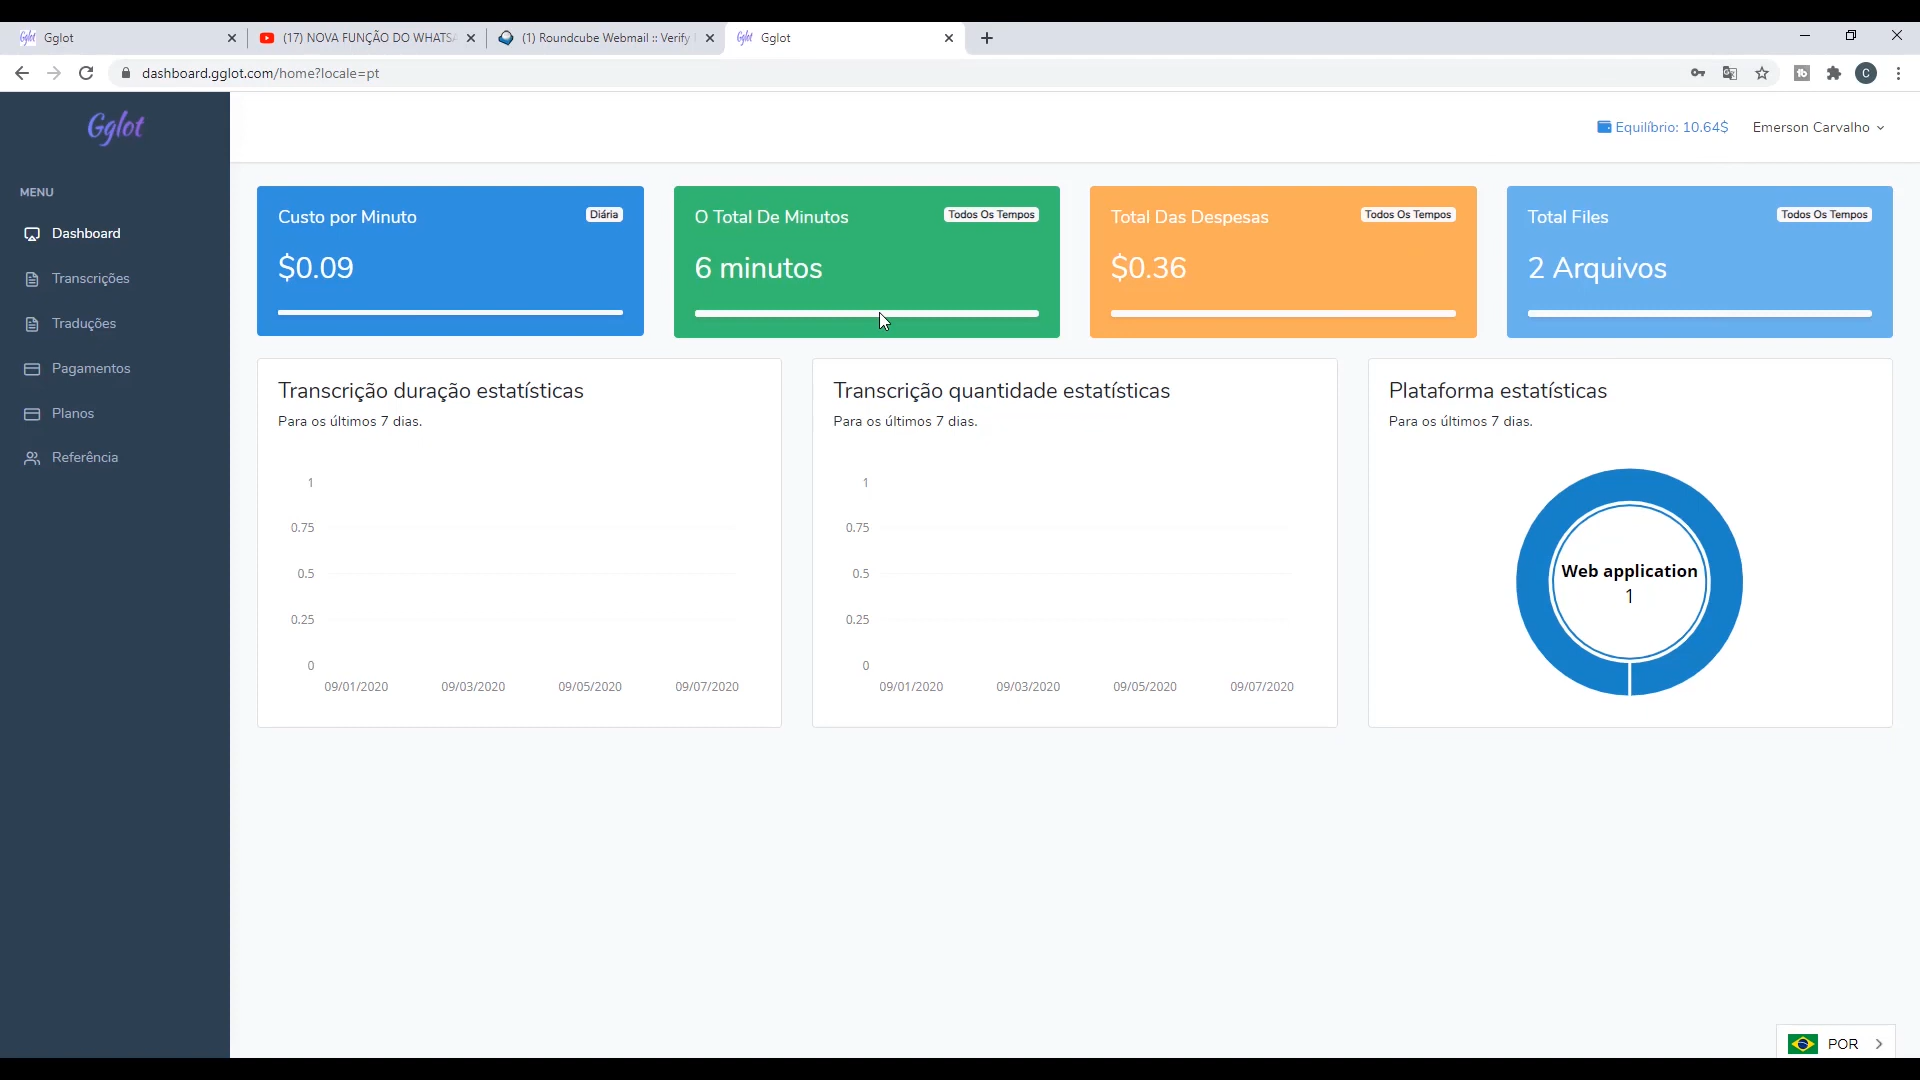 Gglot
(17) NOVA FUNÇÃO DO WHATSA
(1) Roundcube Webmail :: Verify
Gglot
dashboard.gglot.com/home?locale=pt
C
Gglot
Equilíbrio: 10.64$
Emerson Carvalho
MENU
Dashboard
Transcrições
Traduções
Pagamentos
Planos
Referência
Custo por Minuto
Diária
$0.09
O Total De Minutos
Todos Os Tempos
6 minutos
Total Das Despesas
Todos Os Tempos
$0.36
Total Files
Todos Os Tempos
2 Arquivos
Transcrição duração estatísticas
Para os últimos 7 dias.
1
0.75
0.5
0.25
0
09/01/2020
09/03/2020
09/05/2020
09/07/2020
Transcrição quantidade estatísticas
Para os últimos 7 dias.
1
0.75
0.5
0.25
0
09/01/2020
09/03/2020
09/05/2020
09/07/2020
Plataforma estatísticas
Para os últimos 7 dias.
Web application
1
POR